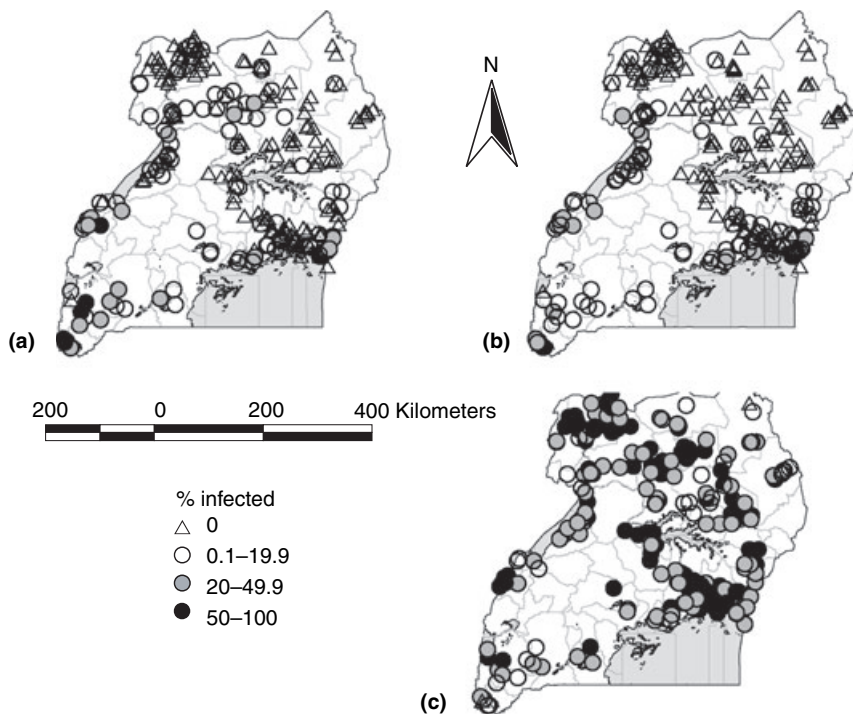 N
(a)
(b)
200 0 200 400 Kilometers
% infected
0
0.1–19.9
20–49.9
50–100
(c)